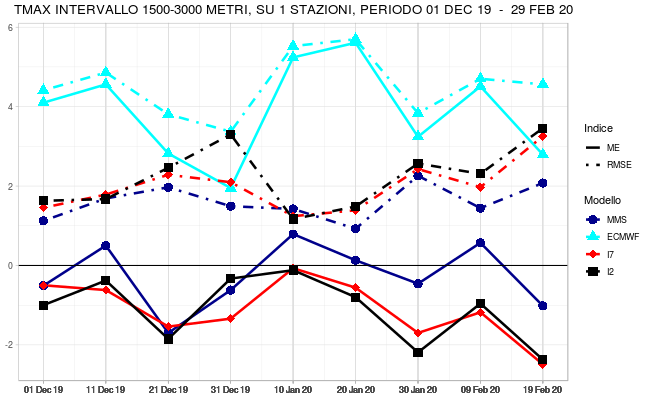 TMAX INTERVALLO 1500-3000 METRI, SU 1 STAZIONI, PERIODO 01 DEC 19 - 29 FEB 20
6
4
2
0
-2
01 Dec 19 11 Dec 19 21 Dec 19 31 Dec 19 10 Jan 20 20 Jan 20 30 Jan 20 09 Feb 20 19 Feb 20
Indice
ME
RMSE
Modello
MMS
ECMWF
I7
I2